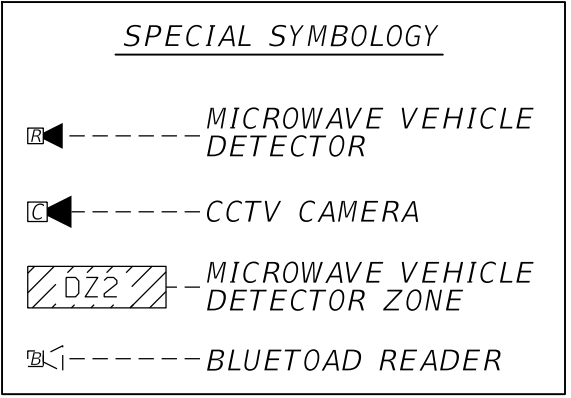 SPECIAL SYMBOLOGY
R MICROWAVE VEHICLE
DETECTOR
C CCTV CAMERA
DZ2 MICROWAVE VEHICLE
DETECTOR ZONE
B BLUETOAD READER